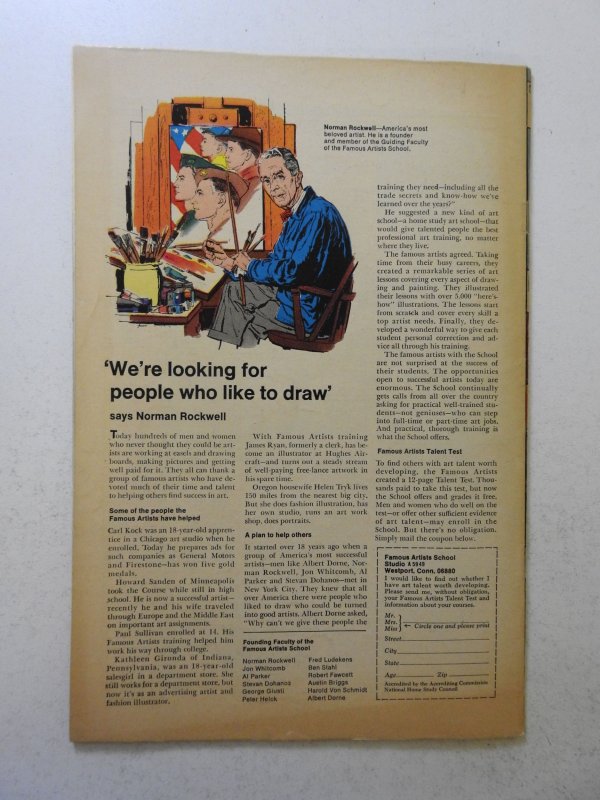 Norman Rockwell—America's most
beloved artist. He is a founder
and member of the Guiding Faculty
of the Famous Artists School.
'We're looking for
people who like to draw'
says Norman Rockwell
Today hundreds of men and women
who never thought they could be art-
ists are working at easels and drawing
boards, making pictures and getting
well paid for it. They all can thank a
group of famous artists who have de-
voted much of their time and talent
to helping others find success in art.
Some of the people the
Famous Artists have helped
Carl Kock was an 18-year-old appren-
tice in a Chicago art studio when he
enrolled. Today he prepares ads for
such companies as General Motors
and Firestone—has won five gold
medals.
Howard Sanden of Minneapolis
took the Course while still in high
school. He is now a successful artist—
recently he and his wife traveled
through Europe and the Middle East
on important art assignments.
Paul Sullivan enrolled at 14. His
Famous Artists training helped him
work his way through college.
Kathleen Gironda of Indiana,
Pennsylvania, was an 18-year-old
salesgirl in a department store. She
still works for a department store, but
now it's as an advertising artist and
fashion illustrator.
With Famous Artists training
James Ryan, formerly a clerk, has be-
come an illustrator at Hughes Air-
craft—and turns out a steady stream
of well-paying free-lance artwork in
his spare time.
Oregon housewife Helen Tryk lives
150 miles from the nearest big city.
But she does fashion illustration, has
her own studio, runs an art work
shop, does portraits.
A plan to help others
It started over 18 years ago when a
group of America's most successful
artists—men like Albert Dorne, Nor-
man Rockwell, Jon Whitcomb, Al
Parker and Stevan Dohanos—met in
New York City. They knew that all
over America there were people who
liked to draw who could be turned
into good artists. Albert Dorne asked,
"Why can't we give these people the
Founding Faculty of the
Famous Artists School
Norman Rockwell
Jon Whitcomb
Al Parker
Stevan Dohanos
George Giusti
Peter Helck
Fred Ludekens
Ben Stahl
Robert Fawcett
Austin Briggs
Harold Von Schmidt
Albert Dorne
training they need—including all the
trade secrets and know-how we've
learned over the years?"
He suggested a new kind of art
school—a home study art school—that
would give talented people the best
professional art training, no matter
where they live.
The famous artists agreed. Taking
time from their busy careers, they
created a remarkable series of art
lessons covering every aspect of draw-
ing and painting. They illustrated
their lessons with over 5,000 "here's
how" illustrations. The lessons start
from scratch and cover every skill a
top artist needs. Finally, they de-
veloped a wonderful way to give each
student personal correction and ad-
vice all through his training.
The famous artists with the School
are not surprised at the success of
their students. The opportunities
open to successful artists today are
enormous. The School continually
gets calls from all over the country
asking for practical well-trained stu-
dents—not geniuses—who can step
into full-time or part-time art jobs.
And practical, thorough training is
what the School offers.
Famous Artists Talent Test
To find others with art talent worth
developing, the Famous Artists
created a 12-page Talent Test. Thou-
sands paid to take this test, but now
the School offers and grades it free.
Men and women who do well on the
test—or offer other sufficient evidence
of art talent—may enroll in the
School. But there's no obligation.
Simply mail the coupon below.
Famous Artists School
Studio A 5949
Westport, Conn. 06880
I would like to find out whether I
have art talent worth developing.
Please send me, without obligation,
your Famous Artists Talent Test and
information about your courses.
Mr.
Mrs. ← Circle one and please print
Miss
Street
City
State
Age Zip
Accredited by the Accrediting Commission
National Home Study Council